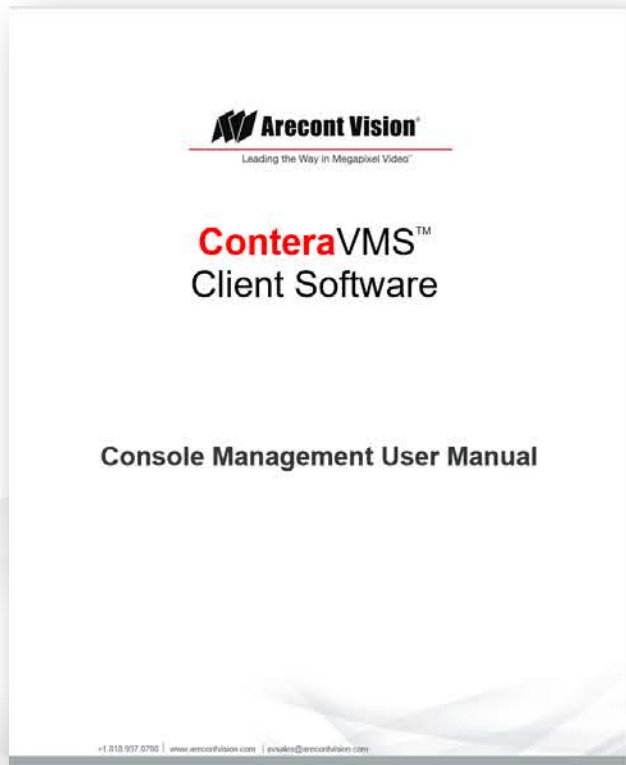 Arecont Vision®
Leading the Way in Megapixel Video™
ConteraVMS™
Client Software
Console Management User Manual
+1.818.937.0700 | www.arecontvision.com | avsales@arecontvision.com